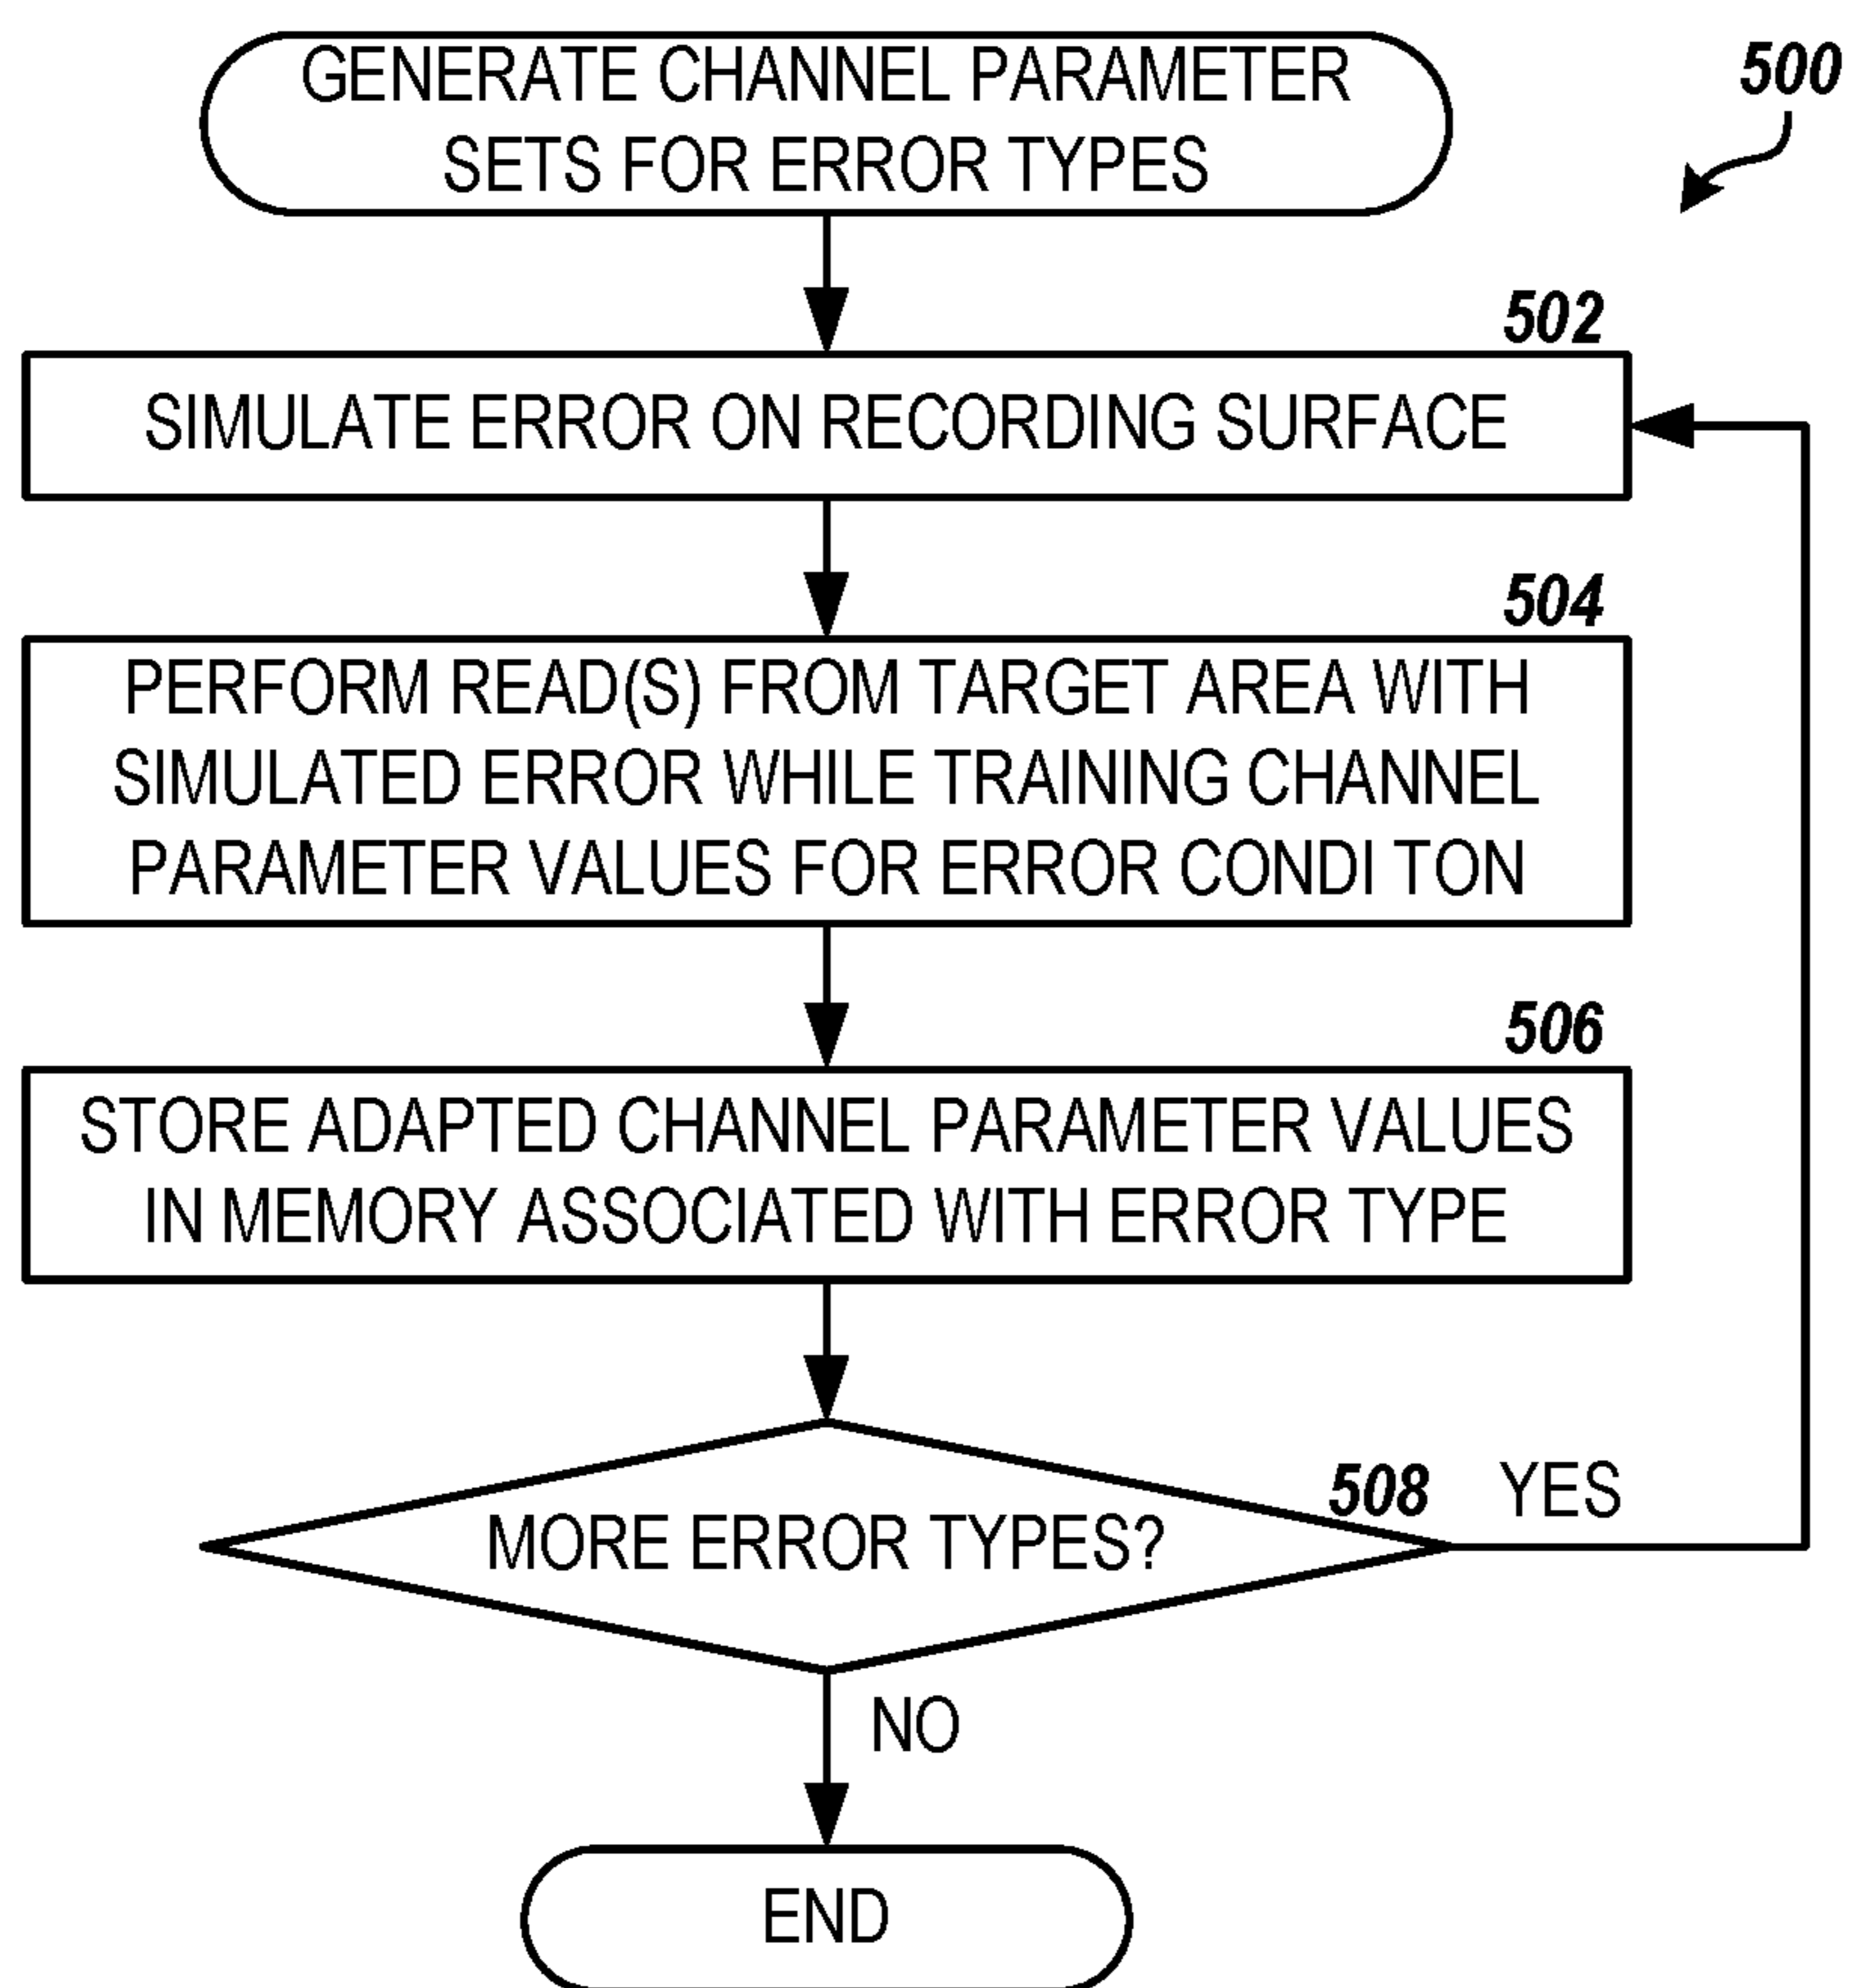 GENERATE CHANNEL PARAMETER
SETS FOR ERROR TYPES
500
502
SIMULATE ERROR ON RECORDING SURFACE
504
PERFORM READ(S) FROM TARGET AREA WITH
SIMULATED ERROR WHILE TRAINING CHANNEL
PARAMETER VALUES FOR ERROR CONDI TON
506
STORE ADAPTED CHANNEL PARAMETER VALUES
IN MEMORY ASSOCIATED WITH ERROR TYPE
508
YES
MORE ERROR TYPES?
NO
END